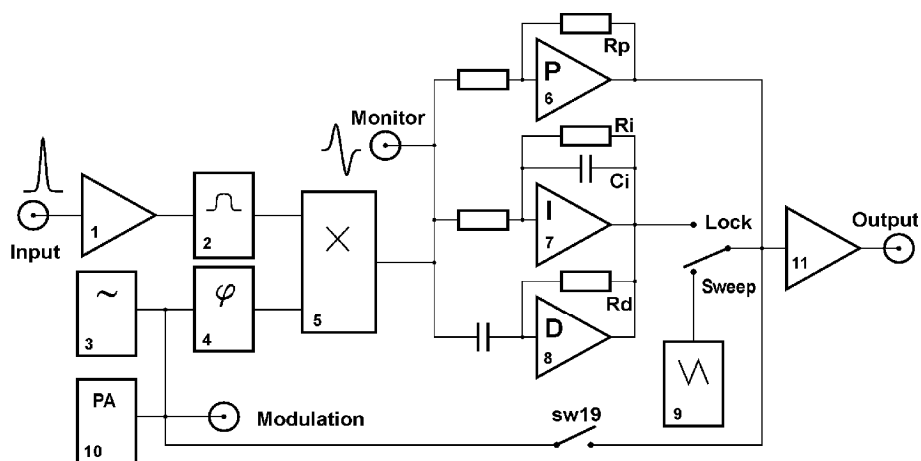 P
6
Rp
Monitor
Ri
Ci
I
7
Lock
Output
Input
1
2
5
Sweep
11
~
3
φ
4
Rd
D
8
9
PA
10
Modulation
sw19